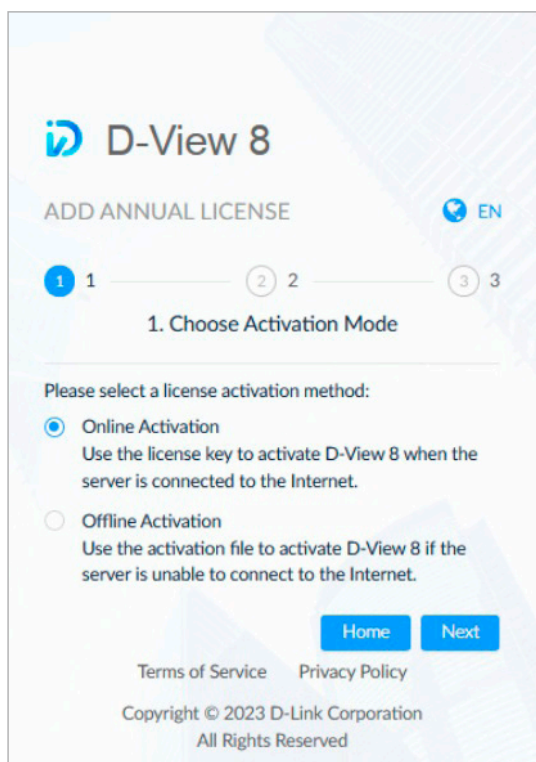 D-View 8
ADD ANNUAL LICENSE EN
1 1 2 2 3 3
1. Choose Activation Mode
Please select a license activation method:
Online Activation
Use the license key to activate D-View 8 when the
server is connected to the Internet.
Offline Activation
Use the activation file to activate D-View 8 if the
server is unable to connect to the Internet.
Home Next
Terms of Service Privacy Policy
Copyright © 2023 D-Link Corporation
All Rights Reserved